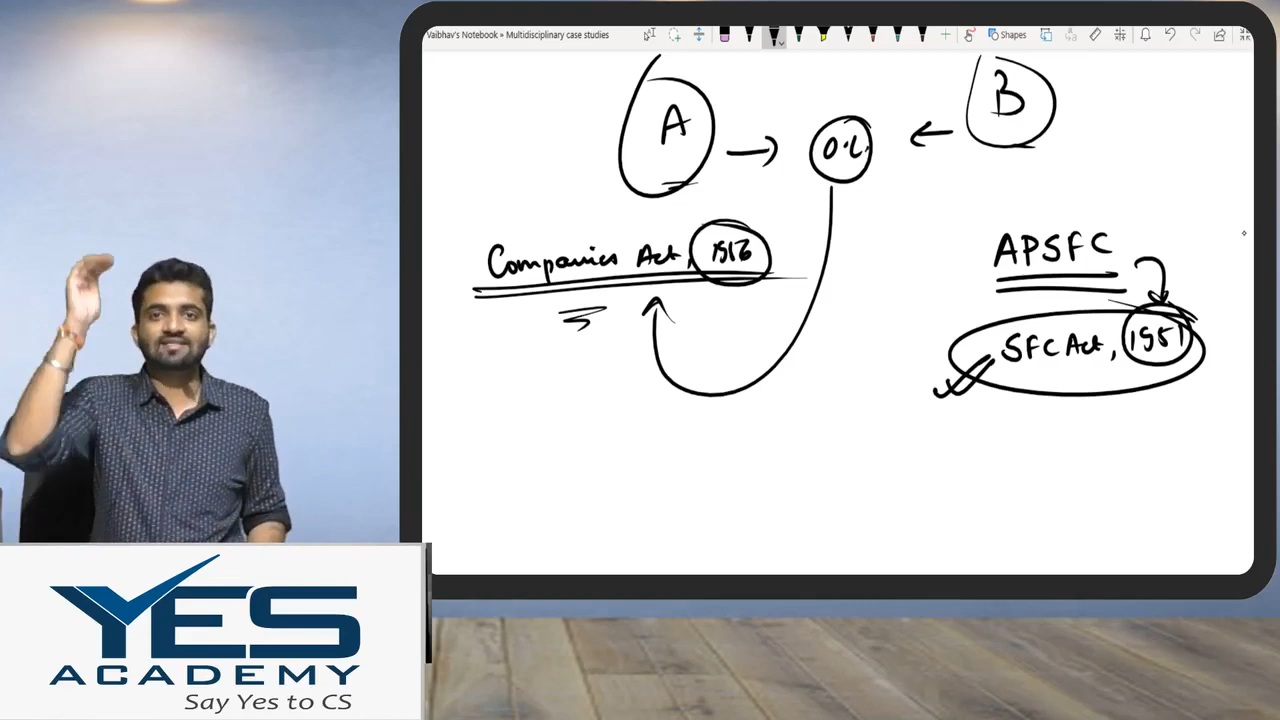 Vaibhav's Notebook » Multidisciplinary case studies
Shapes
A
B
O.L.
Companies Act, 1956
APSFC
SFC Act, 1951
YES
ACADEMY
Say Yes to CS